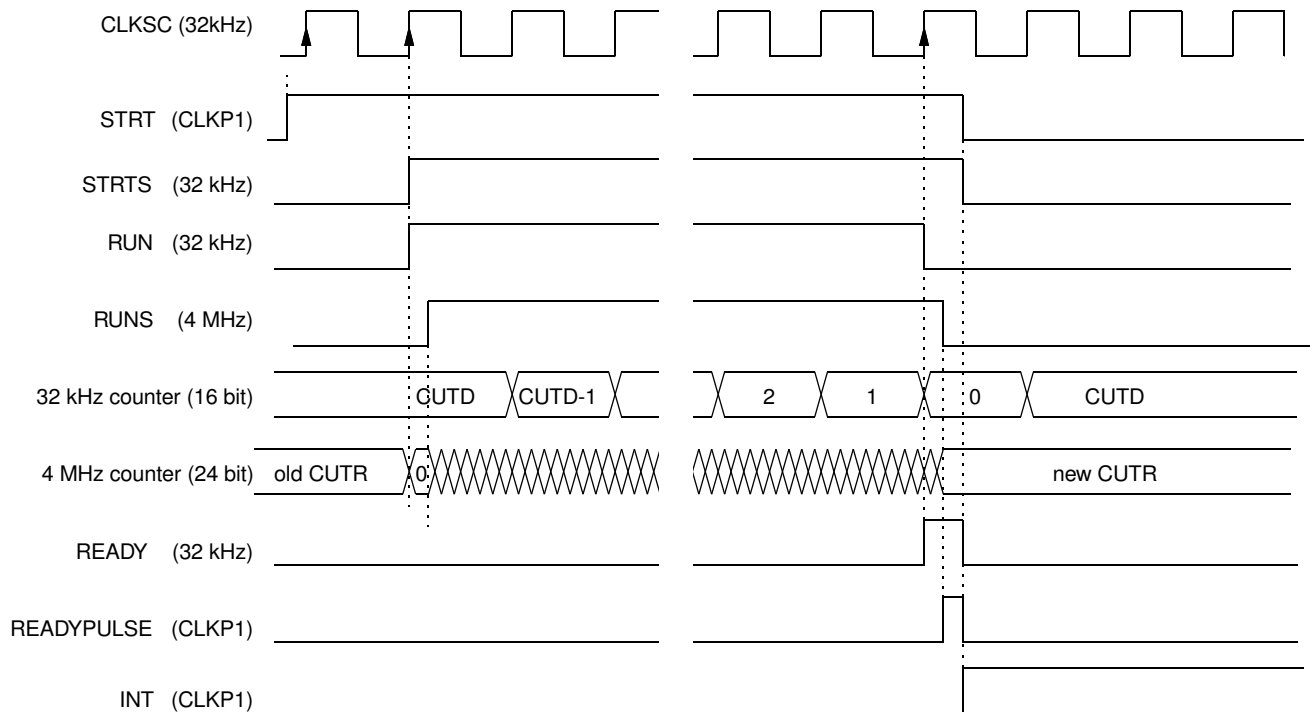 CLKSC (32kHz)
STRT (CLKP1)
STRTS (32 kHz)
RUN (32 kHz)
RUNS (4 MHz)
32 kHz counter (16 bit) CUTD CUTD-1 2 1 0 CUTD
4 MHz counter (24 bit) old CUTR 0 new CUTR
READY (32 kHz)
READYPULSE (CLKP1)
INT (CLKP1)